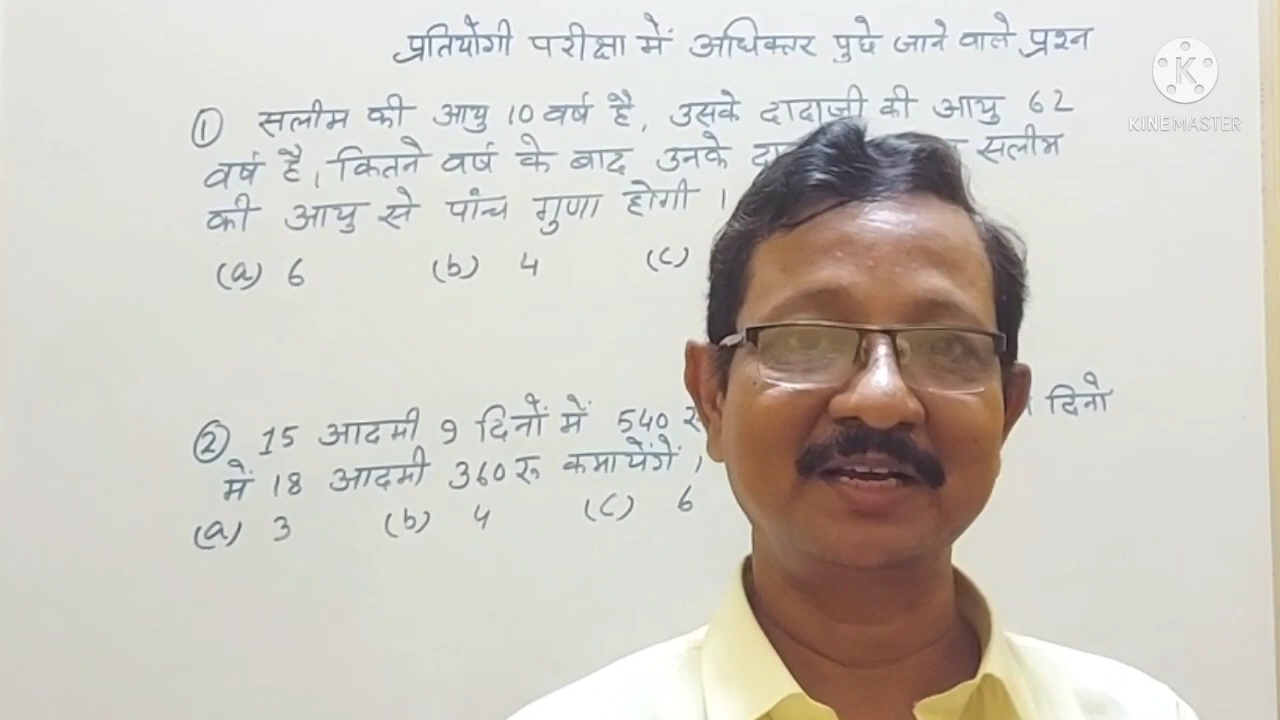 प्रतियोगी परीक्षा में अधिकतर पुछे जाने वाले प्रश्न
KINEMASTER
① सलीम की आयु 10 वर्ष है, उसके दादाजी की आयु 62
वर्ष है, कितने वर्ष के बाद उनके सलीम
की आयु से पांच गुणा होगी ।
(a) 6 (b) 4 (c)
② 15 आदमी 9 दिनों में 540 दिनो
में 18 आदमी 360 रू कमायेंगें ।
(a) 3 (b) 4 (c) 6